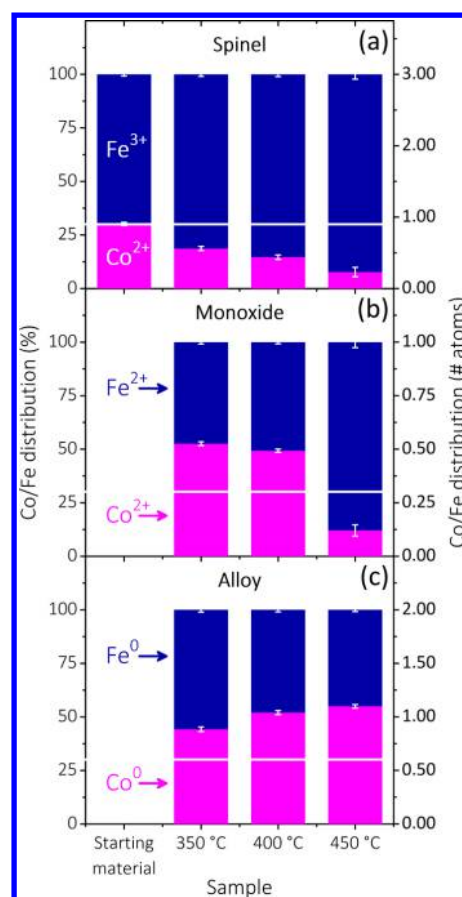 Spinel (a)
100
75
50
25
0
Fe³⁺
Co²⁺
3.00
2.00
1.00
0.00
Monoxide (b)
100
75
50
25
0
Fe²⁺
Co²⁺
1.00
0.75
0.50
0.25
0.00
Alloy (c)
100
75
50
25
0
Fe⁰
Co⁰
2.00
1.50
1.00
0.50
0.00
Co/Fe distribution (%)
Co/Fe distribution (# atoms)
Starting 350 °C 400 °C 450 °C
material
Sample